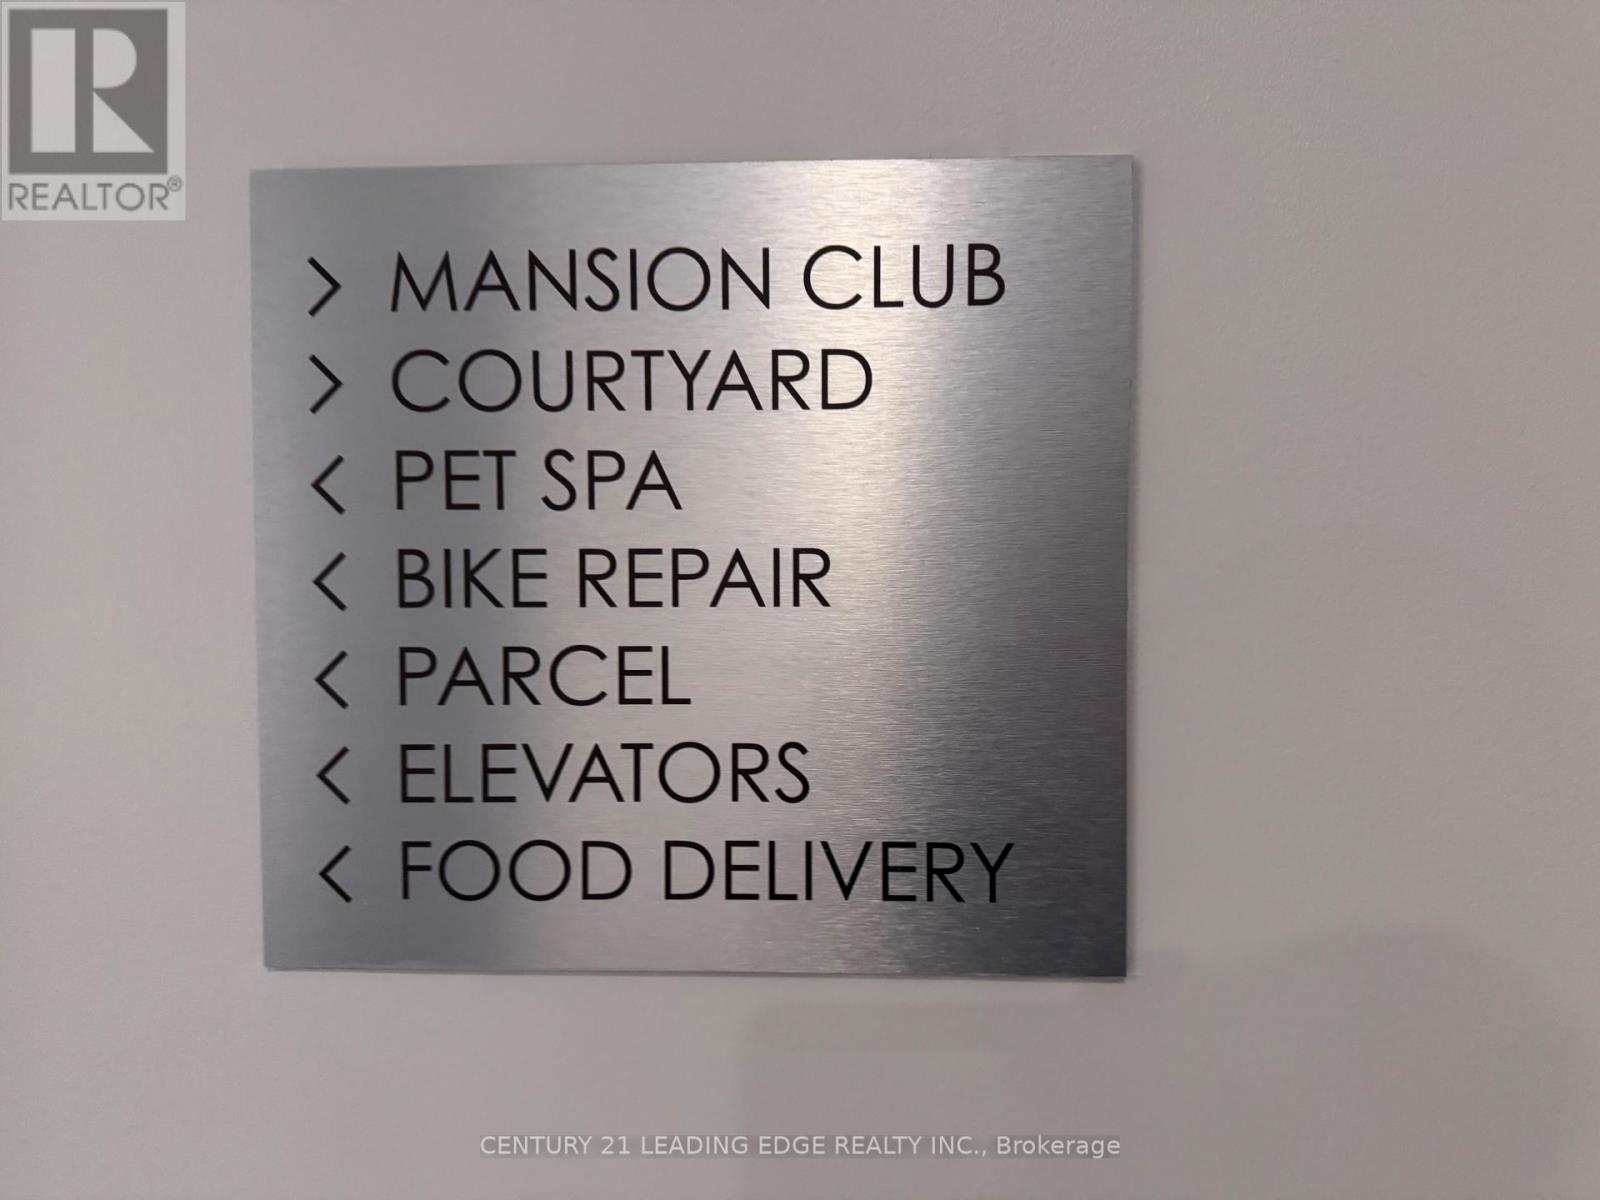 REALTOR®
> MANSION CLUB
> COURTYARD
< PET SPA
< BIKE REPAIR
< PARCEL
< ELEVATORS
< FOOD DELIVERY
CENTURY 21 LEADING EDGE REALTY INC., Brokerage